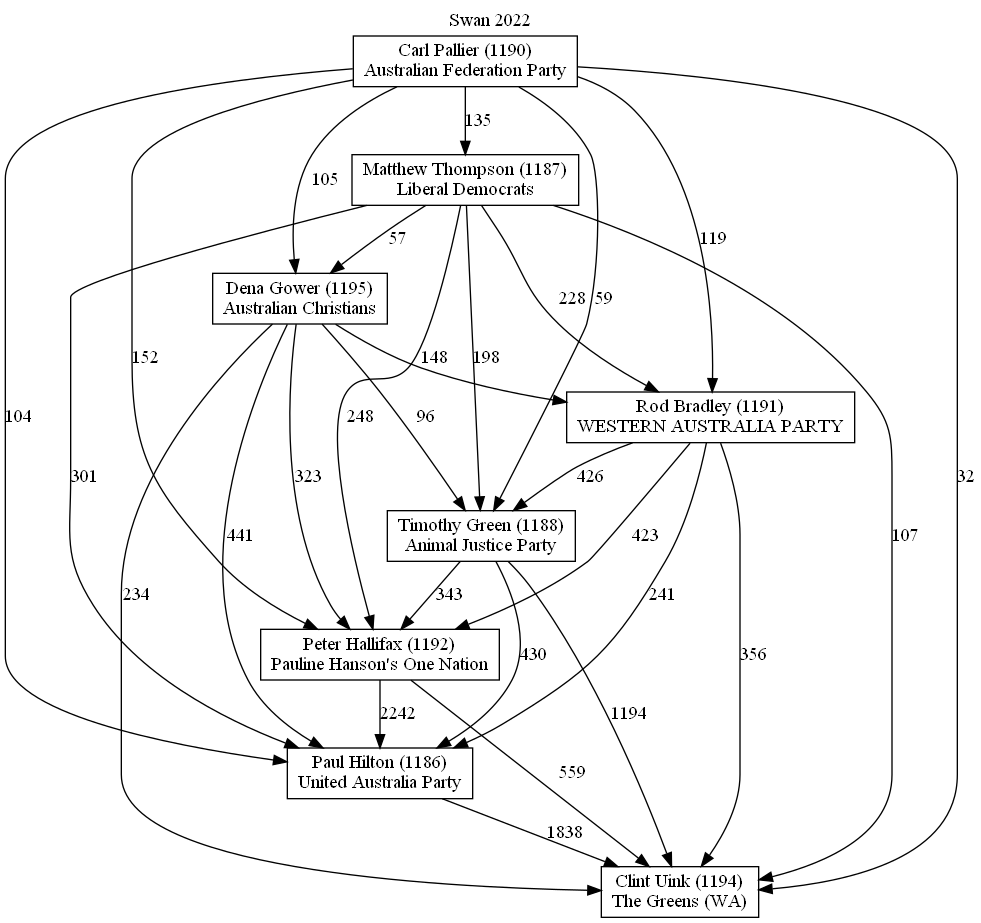 Swan 2022
Carl Pallier (1190)
Australian Federation Party
135
Matthew Thompson (1187)
Liberal Democrats
105
57
119
Dena Gower (1195)
Australian Christians
228
59
152
148
198
104
248
96
Rod Bradley (1191)
WESTERN AUSTRALIA PARTY
301
323
426
32
Timothy Green (1188)
Animal Justice Party
441
423
107
234
343
241
Peter Hallifax (1192)
Pauline Hanson's One Nation
430
356
2242
1194
Paul Hilton (1186)
United Australia Party
559
1838
Clint Uink (1194)
The Greens (WA)